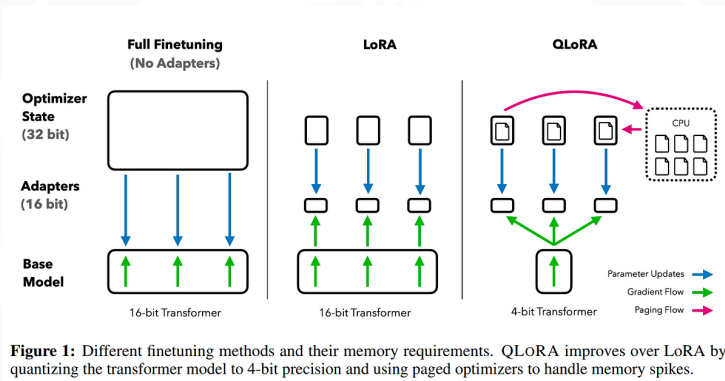 Full Finetuning
(No Adapters)
LoRA
QLoRA
Optimizer
State
(32 bit)
CPU
Adapters
(16 bit)
Base
Model
Parameter Updates
Gradient Flow
Paging Flow
16-bit Transformer
16-bit Transformer
4-bit Transformer
Figure 1: Different finetuning methods and their memory requirements. QLORA improves over LoRA by
quantizing the transformer model to 4-bit precision and using paged optimizers to handle memory spikes.